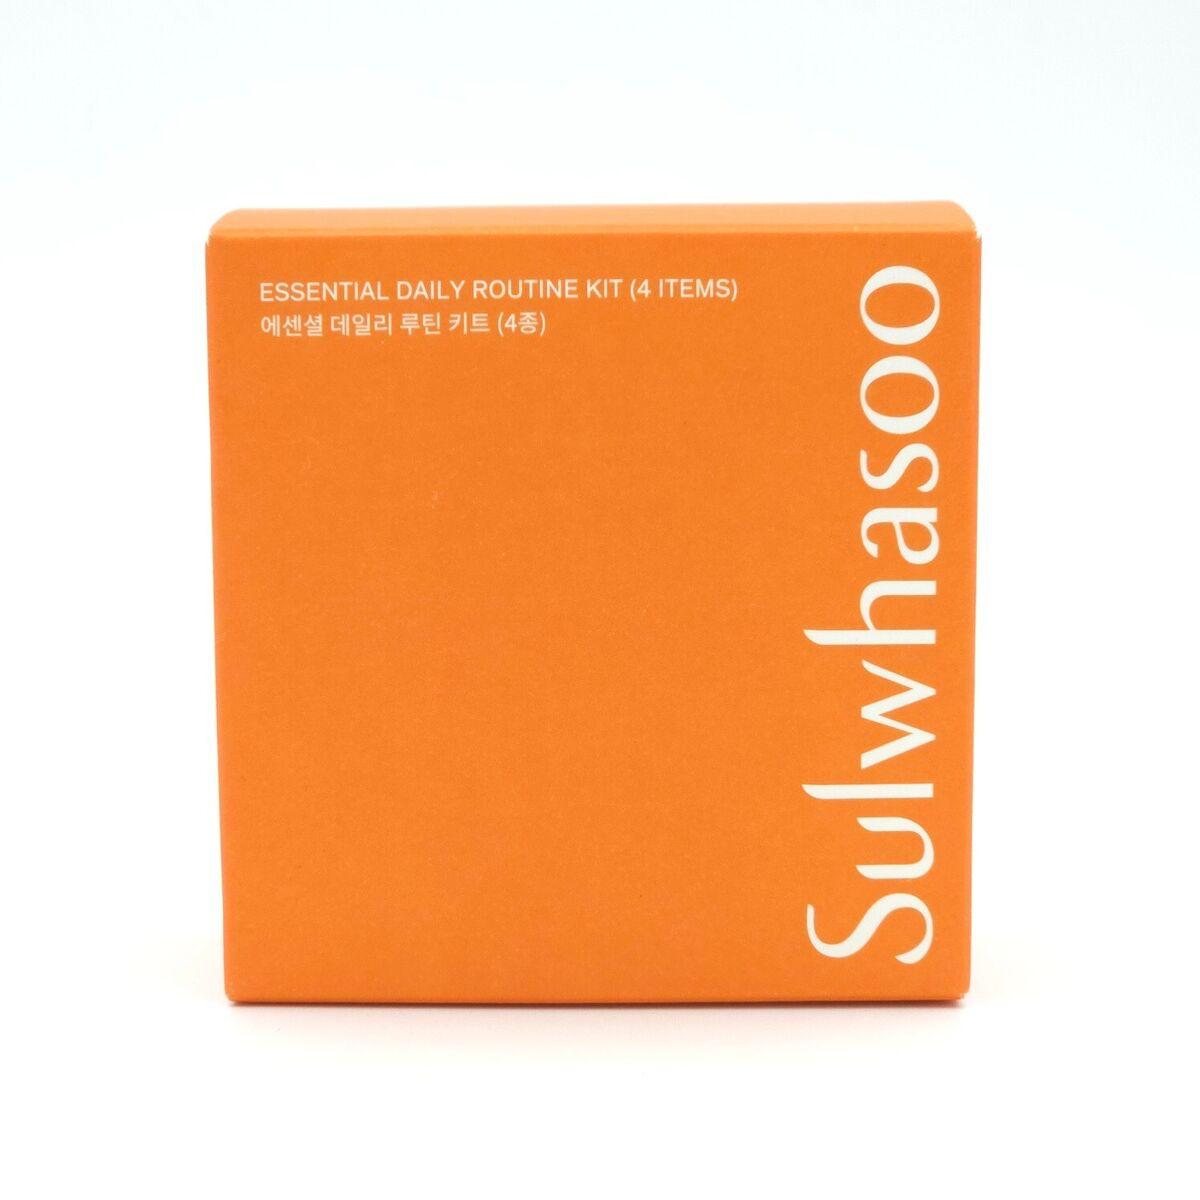 ESSENTIAL DAILY ROUTINE KIT (4 ITEMS)
에센셜 데일리 루틴 키트 (4종)
Sulwhasoo